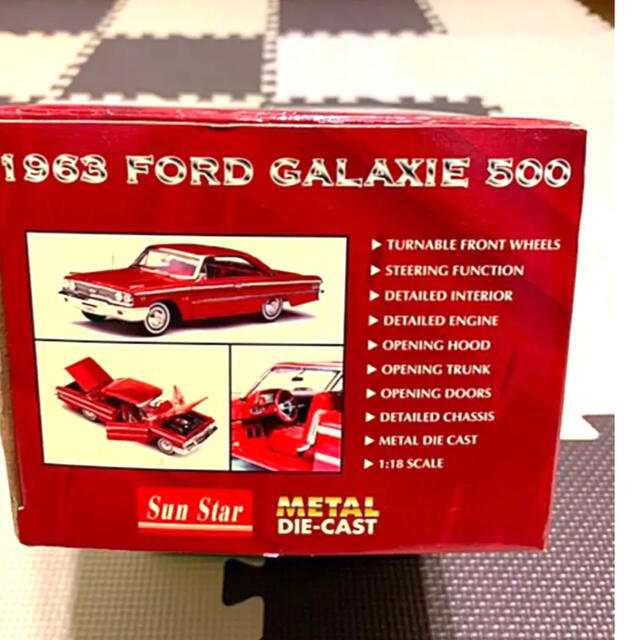 1963 FORD GALAXIE 500
▶ TURNABLE FRONT WHEELS
▶ STEERING FUNCTION
▶ DETAILED INTERIOR
▶ DETAILED ENGINE
▶ OPENING HOOD
▶ OPENING TRUNK
▶ OPENING DOORS
▶ DETAILED CHASSIS
▶ METAL DIE CAST
▶ 1:18 SCALE
Sun Star
METAL
DIE-CAST